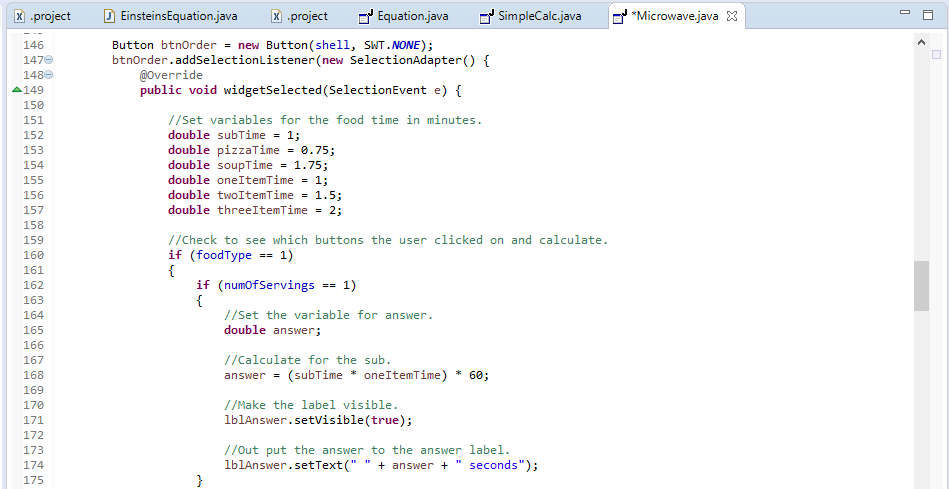 .project EinsteinsEquation.java .project Equation.java SimpleCalc.java *Microwave.java
146 Button btnOrder = new Button(shell, SWT.NONE);
147 btnOrder.addSelectionListener(new SelectionAdapter() {
148 @Override
149 public void widgetSelected(SelectionEvent e) {
150
151 //Set variables for the food time in minutes.
152 double subTime = 1;
153 double pizzaTime = 0.75;
154 double soupTime = 1.75;
155 double oneItemTime = 1;
156 double twoItemTime = 1.5;
157 double threeItemTime = 2;
158
159 //Check to see which buttons the user clicked on and calculate.
160 if (foodType == 1)
161 {
162 if (numOfServings == 1)
163 {
164 //Set the variable for answer.
165 double answer;
166
167 //Calculate for the sub.
168 answer = (subTime * oneItemTime) * 60;
169
170 //Make the label visible.
171 lblAnswer.setVisible(true);
172
173 //Out put the answer to the answer label.
174 lblAnswer.setText(" " + answer + " seconds");
175 }